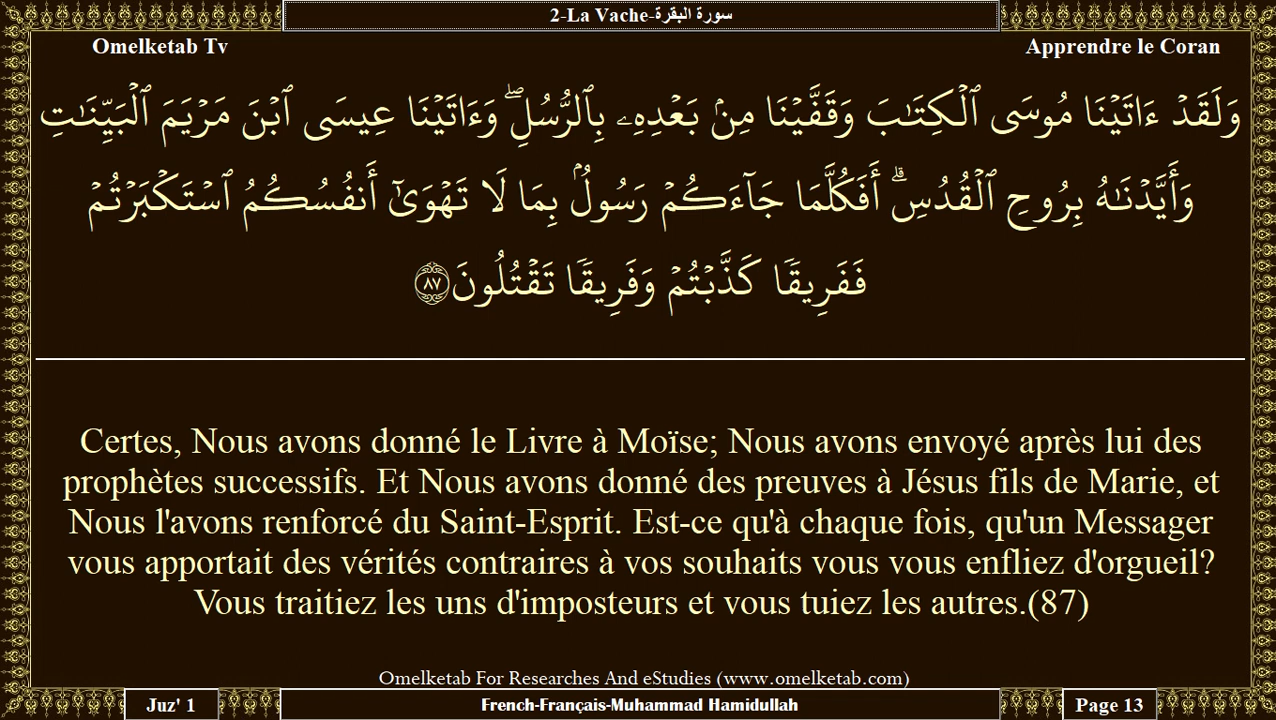 2-La Vache-سورة البقرة
Omelketab Tv
Apprendre le Coran
وَلَقَدۡ ءَاتَيۡنَا مُوسَى ٱلۡكِتَٰبَ وَقَفَّيۡنَا مِنۢ بَعۡدِهِۦ بِٱلرُّسُلِۖ وَءَاتَيۡنَا عِيسَى ٱبۡنَ مَرۡيَمَ ٱلۡبَيِّنَٰتِ
وَأَيَّدۡنَٰهُ بِرُوحِ ٱلۡقُدُسِۗ أَفَكُلَّمَا جَآءَكُمۡ رَسُولُۢ بِمَا لَا تَهۡوَىٰٓ أَنفُسُكُمُ ٱسۡتَكۡبَرۡتُمۡ
فَفَرِيقٗا كَذَّبۡتُمۡ وَفَرِيقٗا تَقۡتُلُونَ ٨٧
Certes, Nous avons donné le Livre à Moïse; Nous avons envoyé après lui des
prophètes successifs. Et Nous avons donné des preuves à Jésus fils de Marie, et
Nous l'avons renforcé du Saint-Esprit. Est-ce qu'à chaque fois, qu'un Messager
vous apportait des vérités contraires à vos souhaits vous vous enfliez d'orgueil?
Vous traitiez les uns d'imposteurs et vous tuiez les autres.(87)
Omelketab For Researches And eStudies (www.omelketab.com)
Juz' 1
French-Français-Muhammad Hamidullah
Page 13